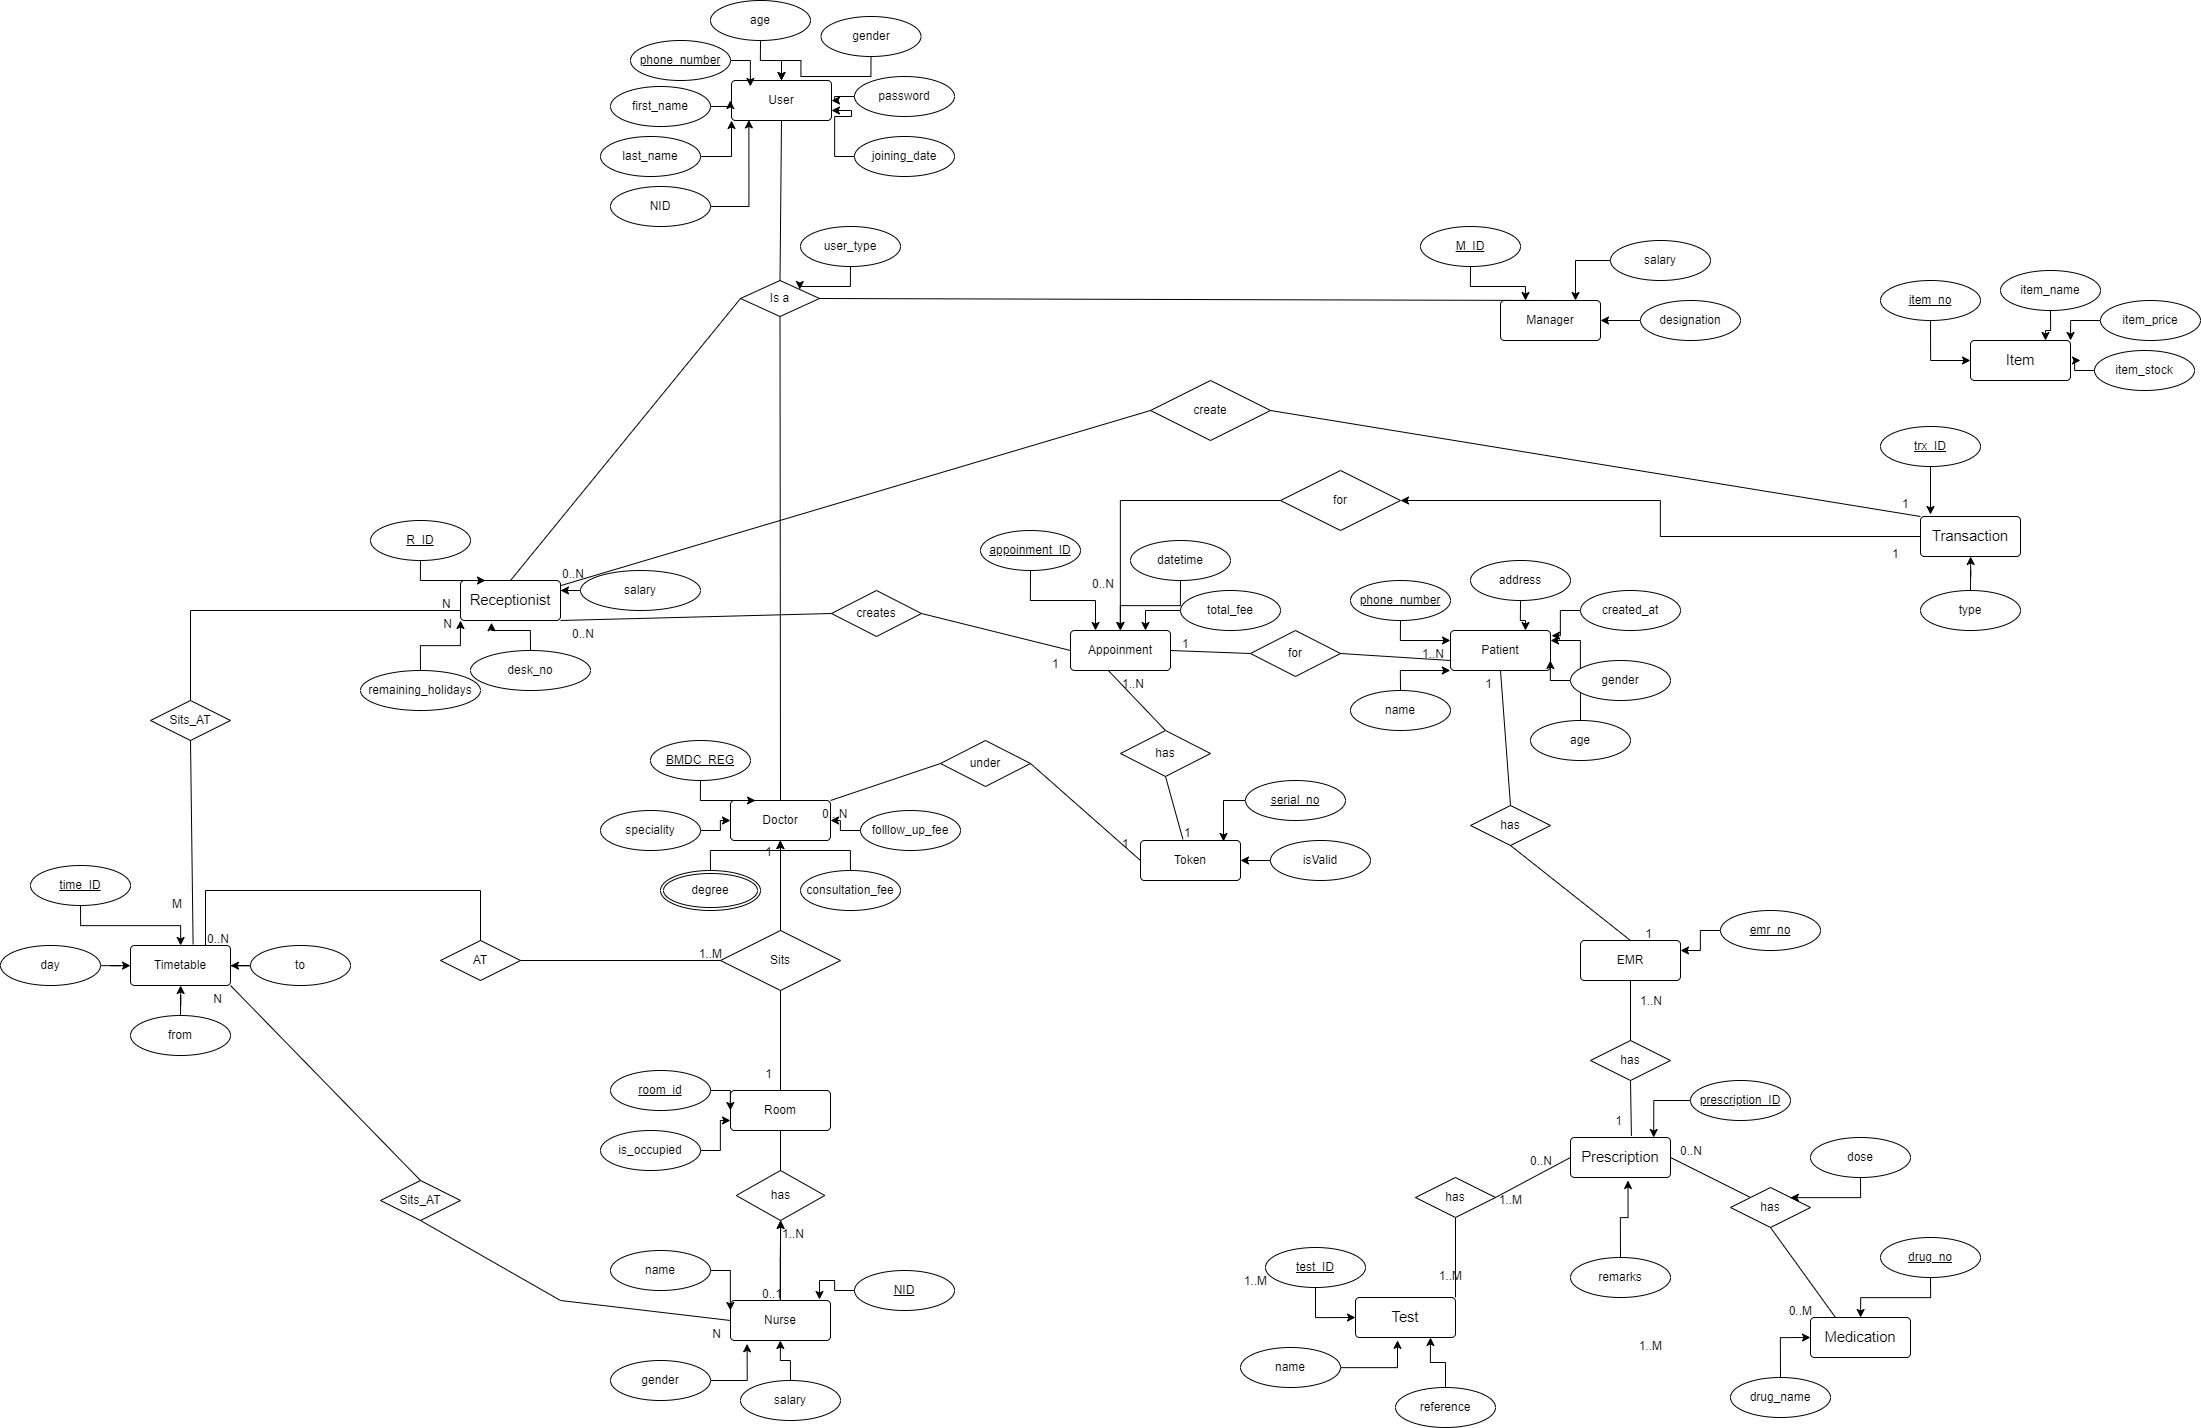 age
gender
phone_number
User
password
first_name
last_name
joining_date
NID
user_type
M_ID
salary
Is a
Manager
designation
item_no
item_name
item_price
Item
item_stock
create
trx_ID
for
1
Transaction
1
type
R_ID
0..N
Receptionist
salary
N
N
0..N
remaining_holidays
desk_no
creates
appoinment_ID
datetime
0..N
total_fee
Appoinment
1
1
for
1..N
phone_number
address
created_at
Patient
1
gender
name
age
1..N
has
Sits_AT
BMDC_REG
under
Doctor
0..N
speciality
folllow_up_fee
1
degree
consultation_fee
serial_no
1
1
Token
isValid
has
time_ID
M
0..N
day
Timetable
to
N
from
AT
1..M
Sits
1
emr_no
EMR
1..N
has
1
room_id
Room
is_occupied
has
1..N
prescription_ID
Prescription
0..N
0..N
dose
has
1..M
has
remarks
Sits_AT
name
NID
0..1
Nurse
N
gender
salary
test_ID
1..M
1..M
Test
name
reference
drug_no
0..M
Medication
1..M
drug_name